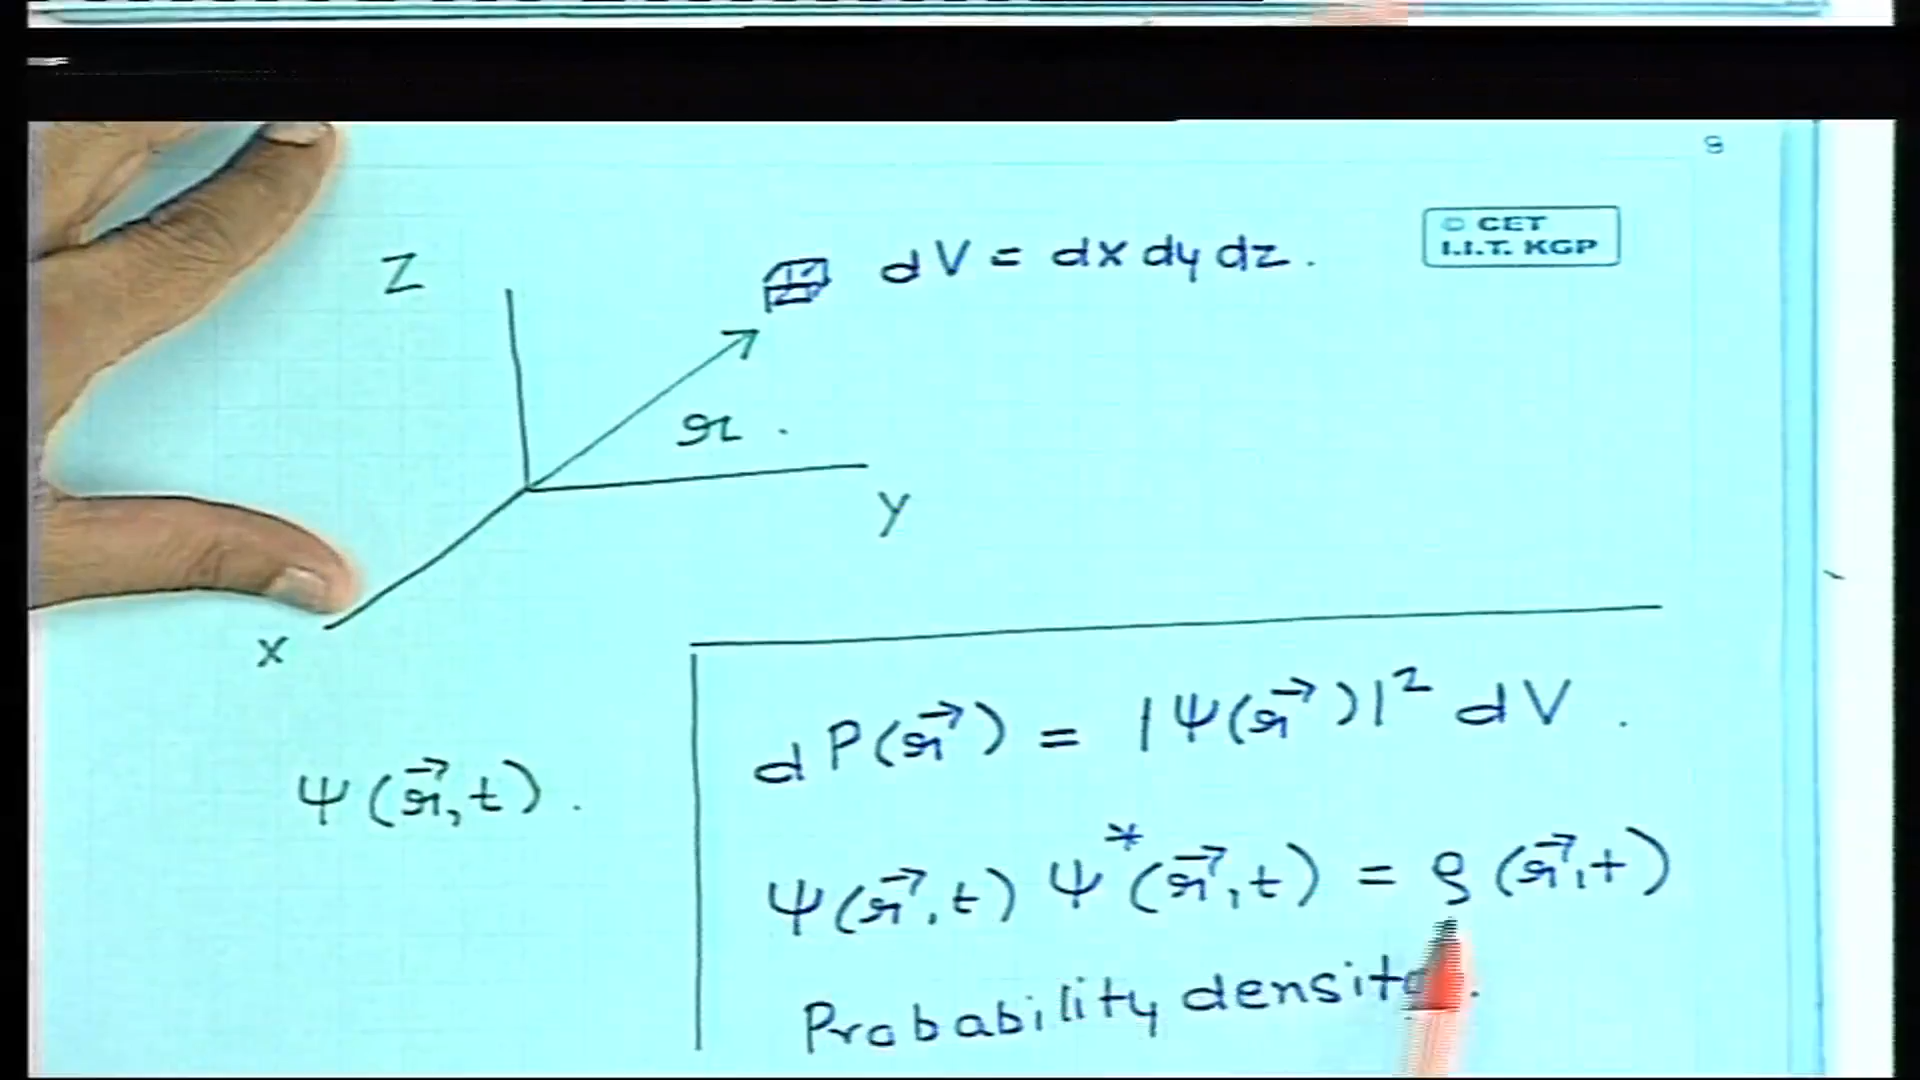 9
© CET
I.I.T. KGP
Z
dV = dx dy dz.
r.
y
x
dP(r⃗) = |Ψ(r⃗)|² dV.
Ψ(r⃗,t).
Ψ(r⃗,t) Ψ*(r⃗,t) = ρ(r⃗,t)
Probability density.